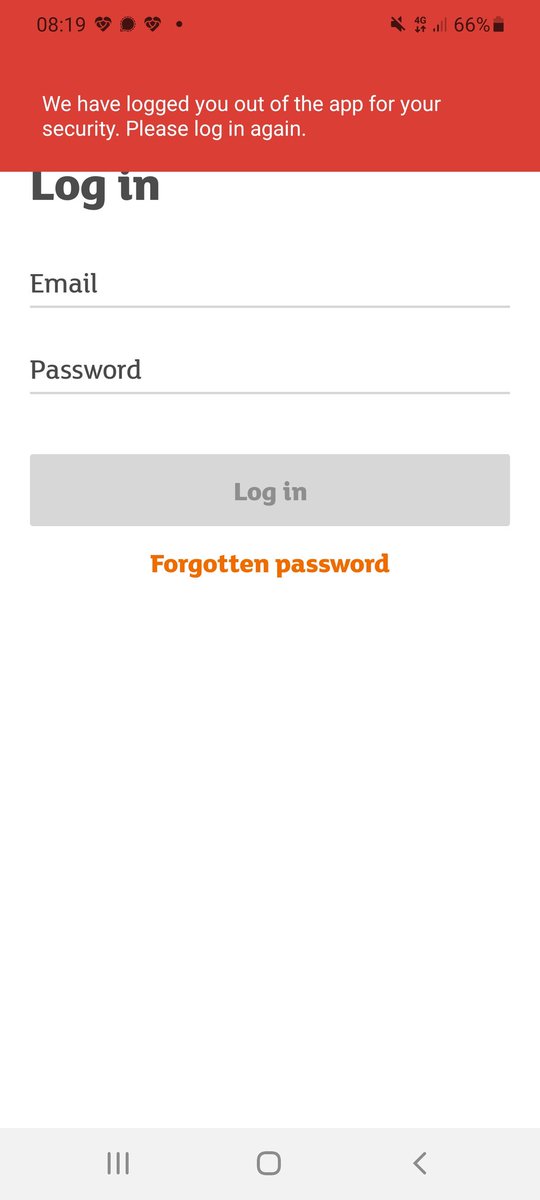 08:19 4G 66%
We have logged you out of the app for your
security. Please log in again.
Log in
Email
Password
Log in
Forgotten password